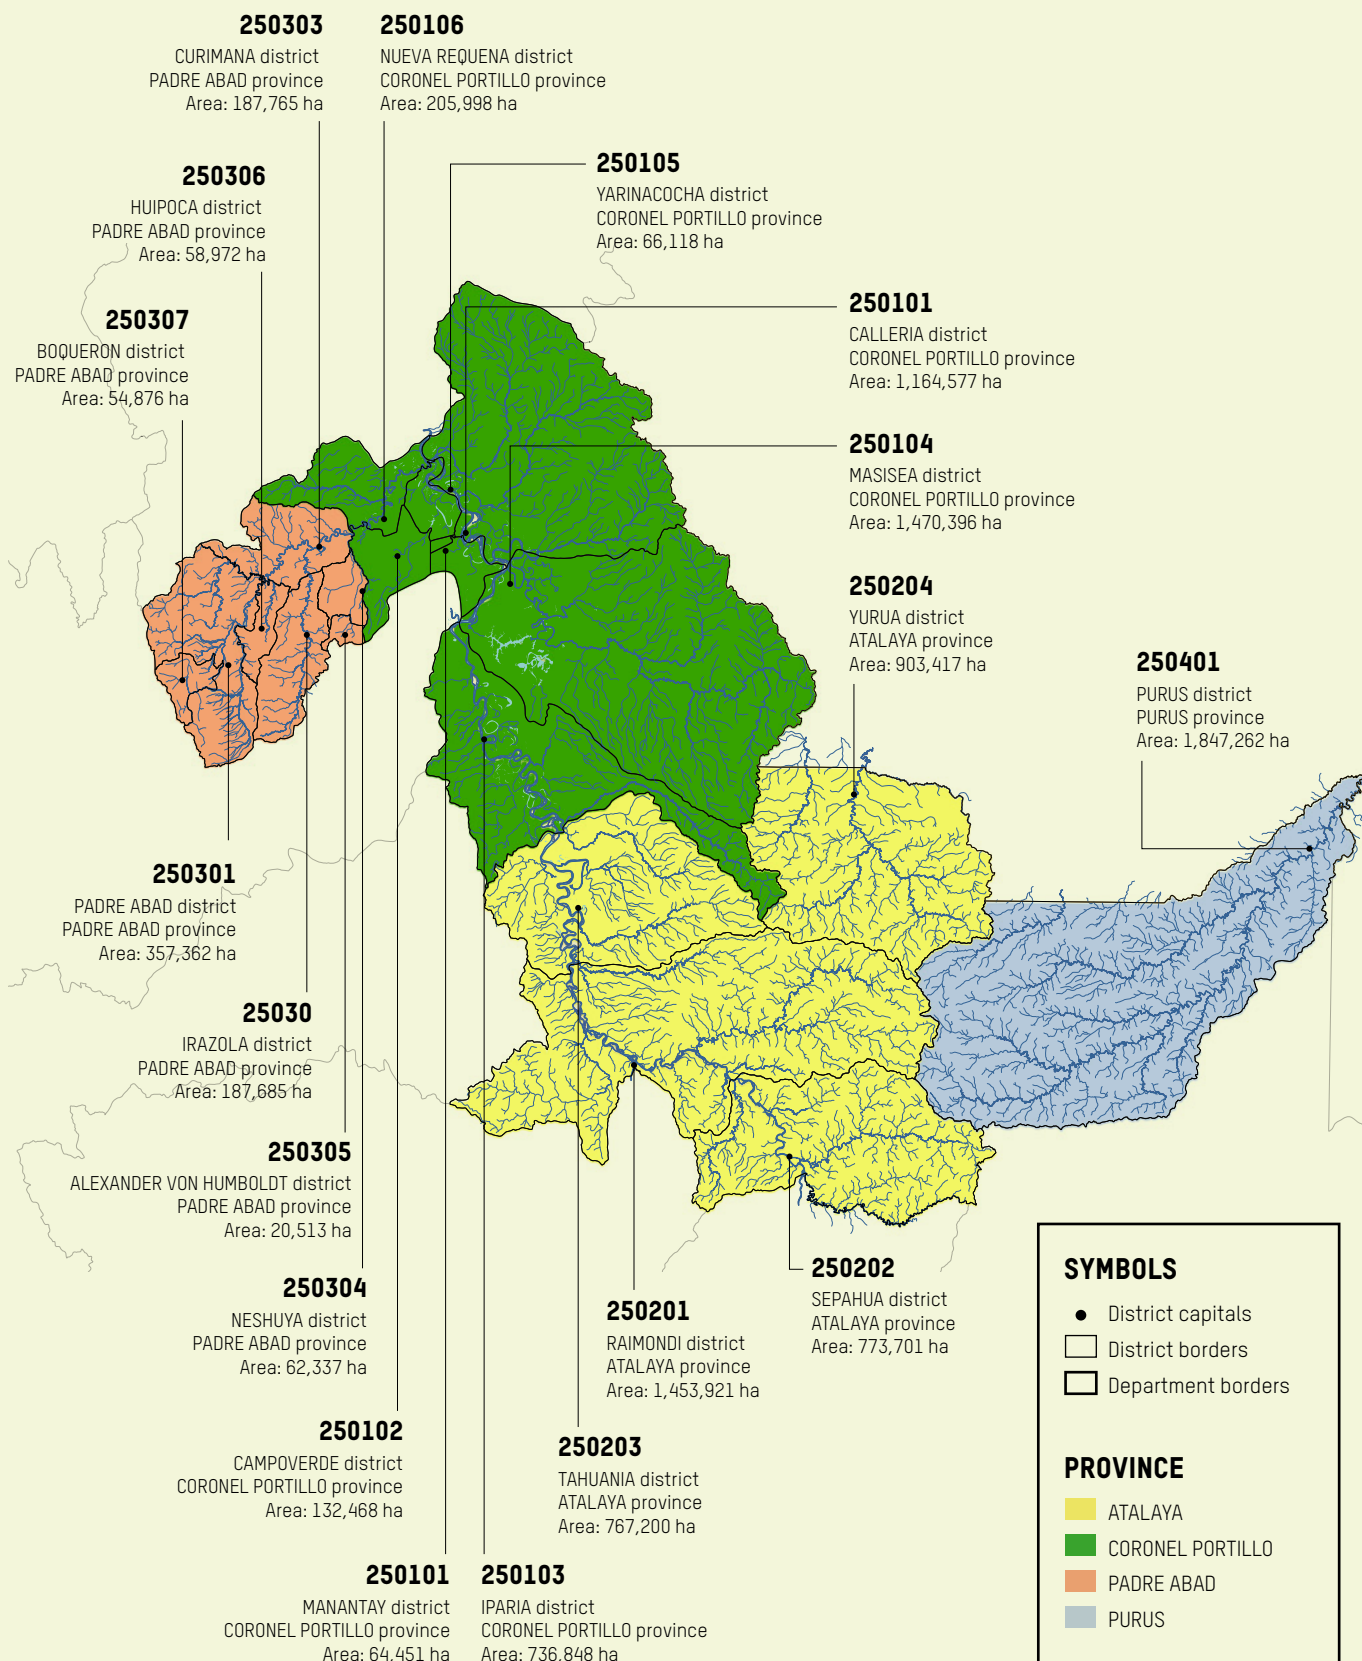 250303
CURIMANA district
PADRE ABAD province
Area: 187,765 ha
250106
NUEVA REQUENA district
CORONEL PORTILLO province
Area: 205,998 ha
250306
HUIPOCA district
PADRE ABAD province
Area: 58,972 ha
250105
YARINACOCHA district
CORONEL PORTILLO province
Area: 66,118 ha
250307
BOQUERON district
PADRE ABAD province
Area: 54,876 ha
250101
CALLERIA district
CORONEL PORTILLO province
Area: 1,164,577 ha
250104
MASISEA district
CORONEL PORTILLO province
Area: 1,470,396 ha
250204
YURUA district
ATALAYA province
Area: 903,417 ha
250401
PURUS district
PURUS province
Area: 1,847,262 ha
250301
PADRE ABAD district
PADRE ABAD province
Area: 357,362 ha
25030
IRAZOLA district
PADRE ABAD province
Area: 187,685 ha
250305
ALEXANDER VON HUMBOLDT district
PADRE ABAD province
Area: 20,513 ha
250304
NESHUYA district
PADRE ABAD province
Area: 62,337 ha
250102
CAMPOVERDE district
CORONEL PORTILLO province
Area: 132,468 ha
250101
MANANTAY district
CORONEL PORTILLO province
Area: 64,451 ha
250103
IPARIA district
CORONEL PORTILLO province
Area: 736,848 ha
250203
TAHUANIA district
ATALAYA province
Area: 767,200 ha
250201
RAIMONDI district
ATALAYA province
Area: 1,453,921 ha
250202
SEPAHUA district
ATALAYA province
Area: 773,701 ha
SYMBOLS
District capitals
District borders
Department borders
PROVINCE
ATALAYA
CORONEL PORTILLO
PADRE ABAD
PURUS